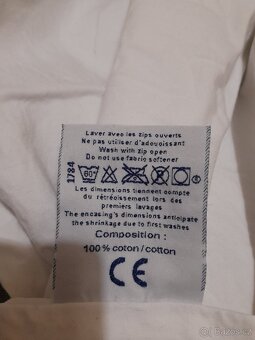 Laver avec les zips ouverts
Ne pas utiliser d'adouoissant
Wash with zip open
Do not use fabric softener
1784
60°
Les dimensions tiennent compte
du rétrécissement lors des
premiers lavages
The encasing's dimensions anticipate
the shrinkage due to first washes
Composition :
100% coton/cotton
CE